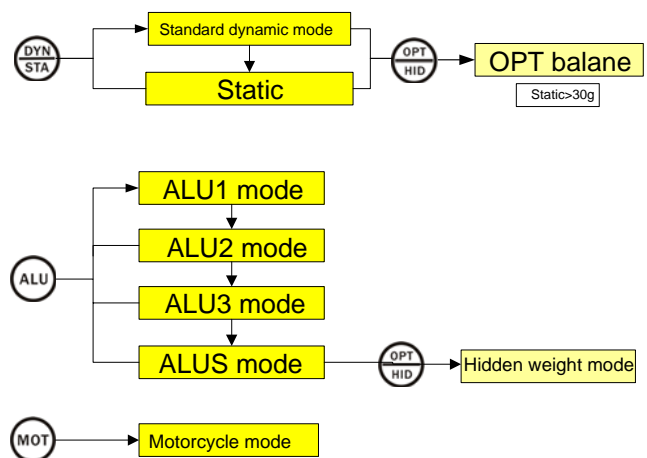 DYN
STA
Standard dynamic mode
Static
OPT
HID
OPT balane
Static>30g
ALU
ALU1 mode
ALU2 mode
ALU3 mode
ALUS mode
OPT
HID
Hidden weight mode
MOT
Motorcycle mode